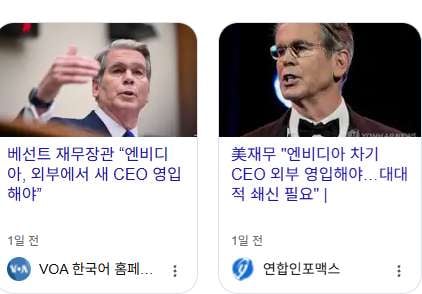 베선트 재무장관 “엔비디
아, 외부에서 새 CEO 영입
해야”
1일 전
VOA
VOA 한국어 홈페...
美재무 "엔비디아 차기
CEO 외부 영입해야...대대
적 쇄신 필요" |
1일 전
연합인포맥스